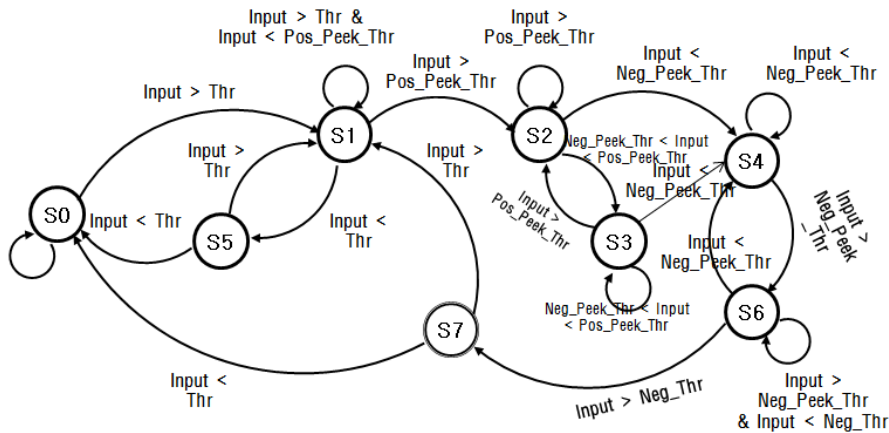 Input > Thr &
Input < Pos_Peek_Thr
Input >
Pos_Peek_Thr
Input >
Pos_Peek_Thr
Input <
Neg_Peek_Thr
Input <
Neg_Peek_Thr
Input > Thr
S1
S2
S4
Input >
Thr
Input >
Thr
Neg_Peek_Thr < Input
< Pos_Peek_Thr
Input <
Neg_Peek_Thr
Input >
Pos_Peek_Thr
Input >
Neg_Peek
_Thr
S0
Input < Thr
S5
Input <
Thr
S3
Input <
Neg_Peek_Thr
Neg_Peek_Thr < Input
< Pos_Peek_Thr
S7
S6
Input <
Thr
Input > Neg_Thr
Input >
Neg_Peek_Thr
& Input < Neg_Thr